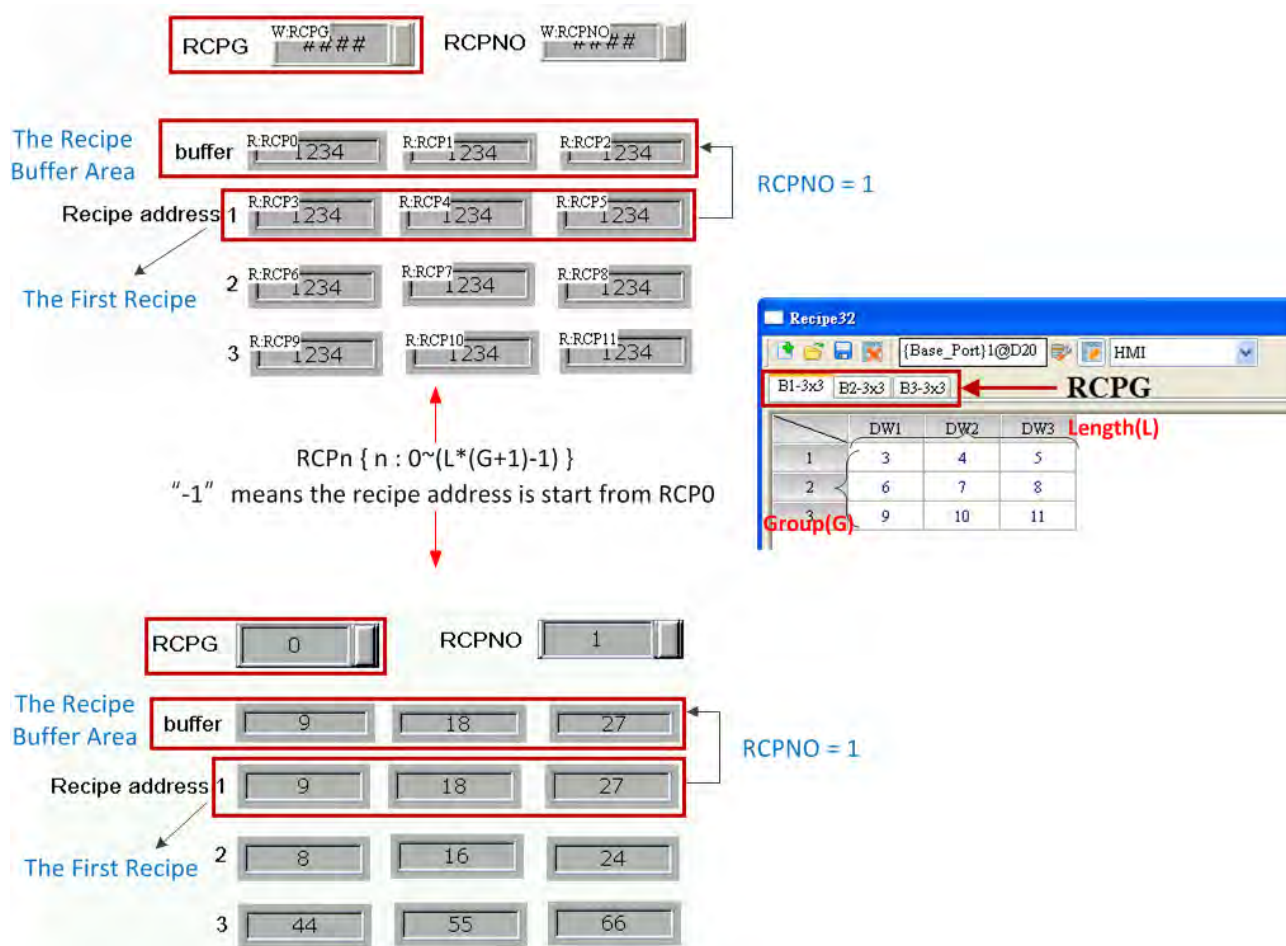 RCPG W:RCPG #### RCPNO W:RCPNO ####
The Recipe
Buffer Area
buffer R:RCP0 1234 R:RCP1 1234 R:RCP2 1234
RCPNO = 1
Recipe address 1 R:RCP3 1234 R:RCP4 1234 R:RCP5 1234
The First Recipe
2 R:RCP6 1234 R:RCP7 1234 R:RCP8 1234
3 R:RCP9 1234 R:RCP10 1234 R:RCP11 1234
RCPn { n : 0~(L*(G+1)-1) }
"-1" means the recipe address is start from RCP0
Recipe32
{Base_Port}1@D20 HMI
B1-3x3 B2-3x3 B3-3x3 RCPG
DW1 DW2 DW3 Length(L)
1 3 4 5
2 6 7 8
3 9 10 11
Group(G)
RCPG 0 RCPNO 1
The Recipe
Buffer Area
buffer 9 18 27
RCPNO = 1
Recipe address 1 9 18 27
The First Recipe
2 8 16 24
3 44 55 66